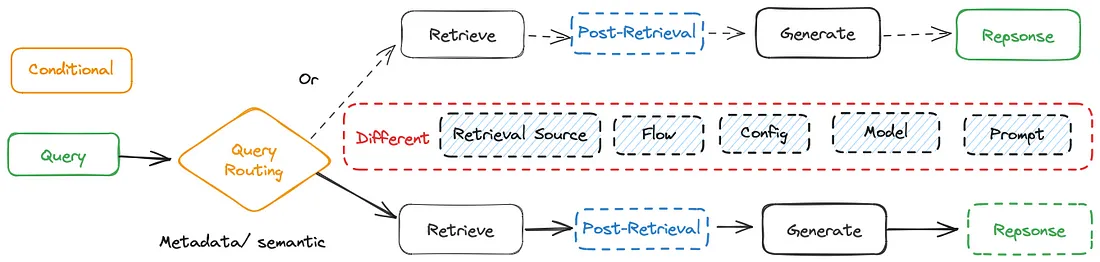 Retrieve
Post-Retrieval
Generate
Repsonse
Conditional
Or
Different
Retrieval Source
Flow
Config
Model
Prompt
Query
Query
Routing
Retrieve
Post-Retrieval
Generate
Repsonse
Metadata/ semantic